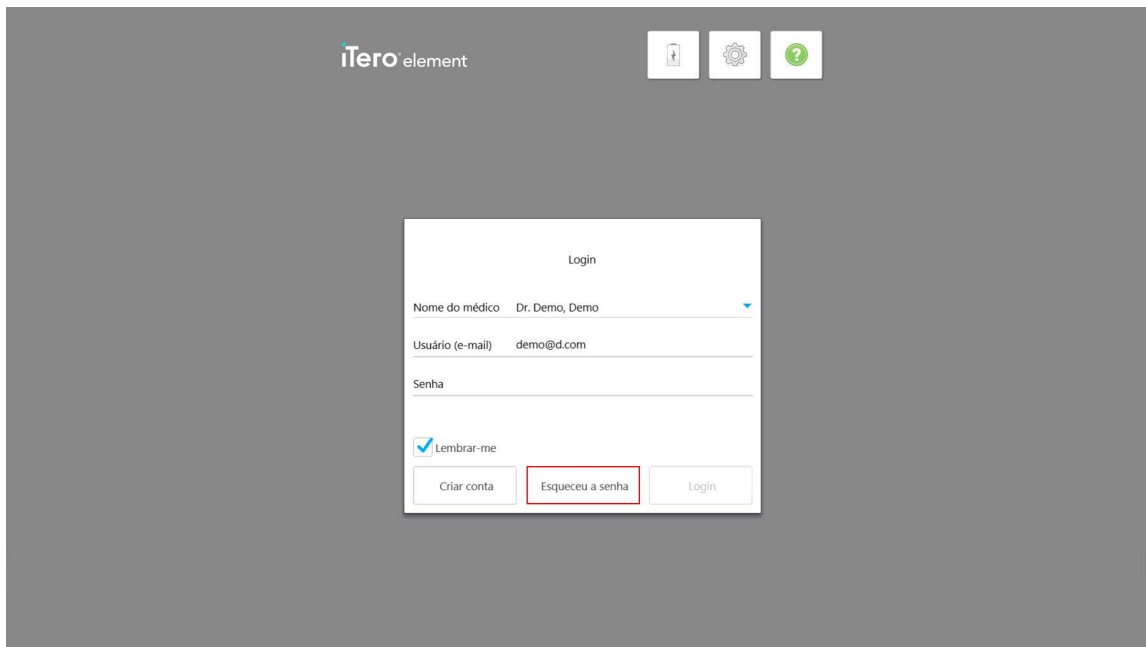 iTero element
?
Login
Nome do médico Dr. Demo, Demo
Usuário (e-mail) demo@d.com
Senha
Lembrar-me
Criar conta Esqueceu a senha Login